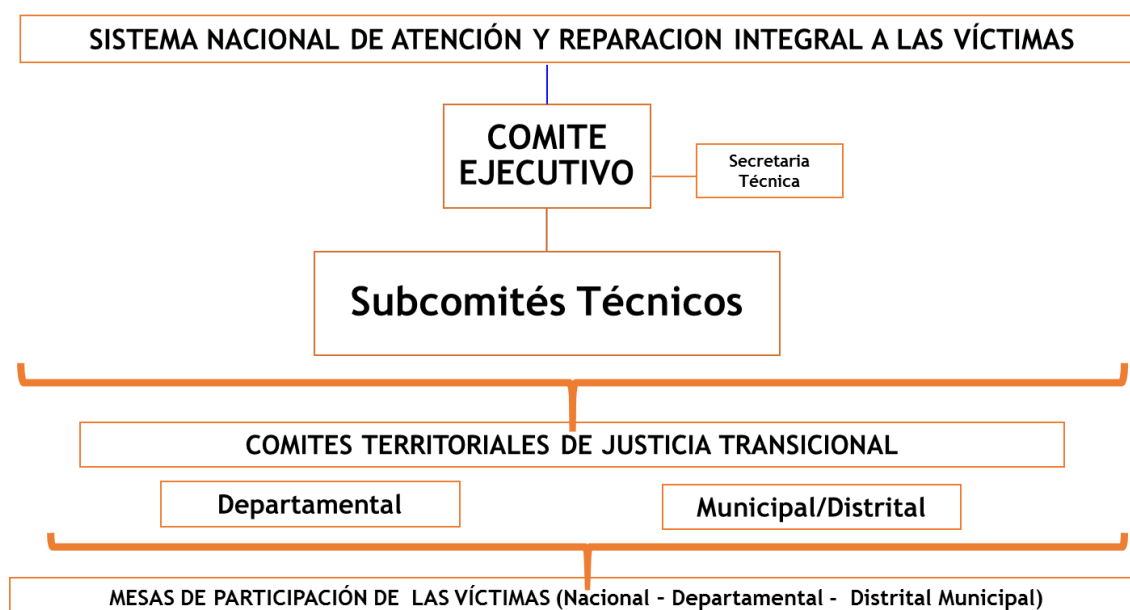 SISTEMA NACIONAL DE ATENCIÓN Y REPARACION INTEGRAL A LAS VÍCTIMAS
COMITE
EJECUTIVO
Secretaria
Técnica
Subcomités Técnicos
COMITES TERRITORIALES DE JUSTICIA TRANSICIONAL
Departamental
Municipal/Distrital
MESAS DE PARTICIPACIÓN DE LAS VÍCTIMAS (Nacional - Departamental - Distrital Municipal)